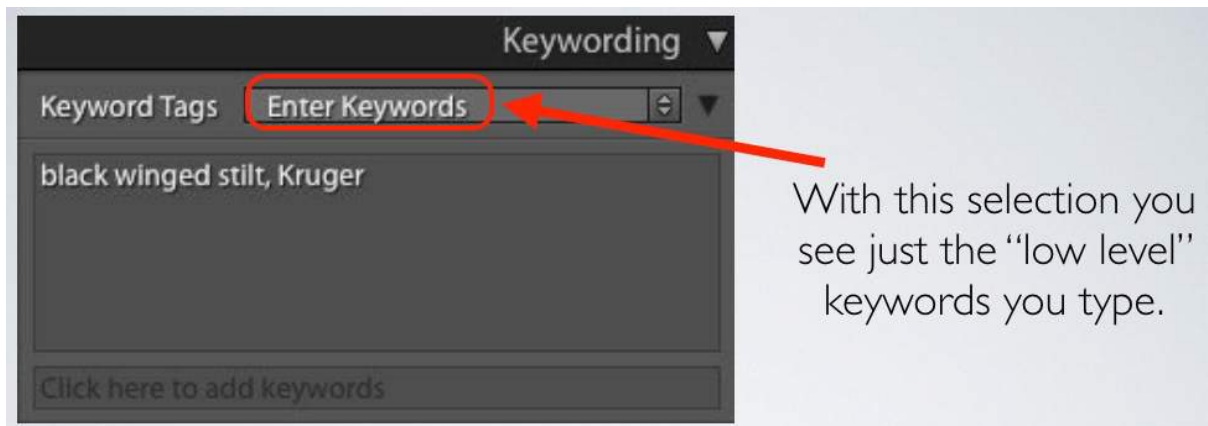 Keywording
Keyword Tags Enter Keywords
black winged stilt, Kruger
Click here to add keywords
With this selection you
see just the “low level”
keywords you type.